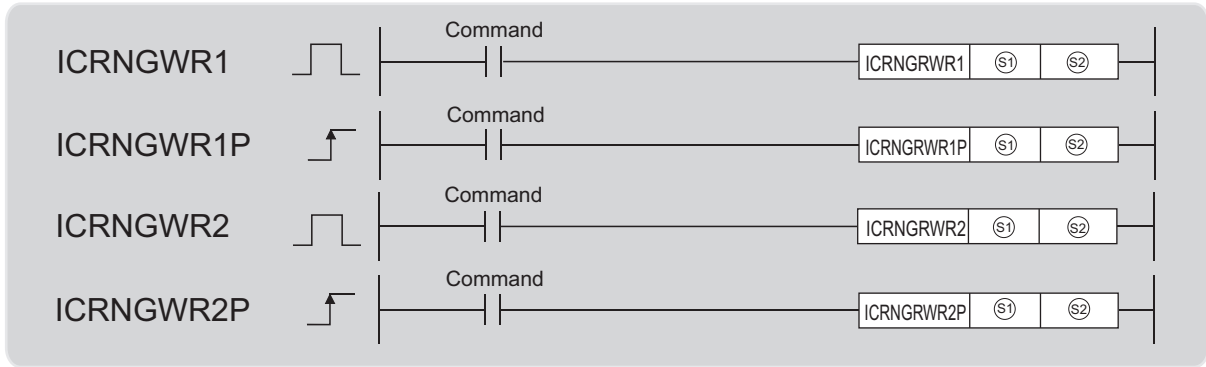 Command
ICRNGWR1 ICRNGRWR1 S1 S2
Command
ICRNGWR1P ICRNGRWR1P S1 S2
Command
ICRNGWR2 ICRNGRWR2 S1 S2
Command
ICRNGWR2P ICRNGRWR2P S1 S2